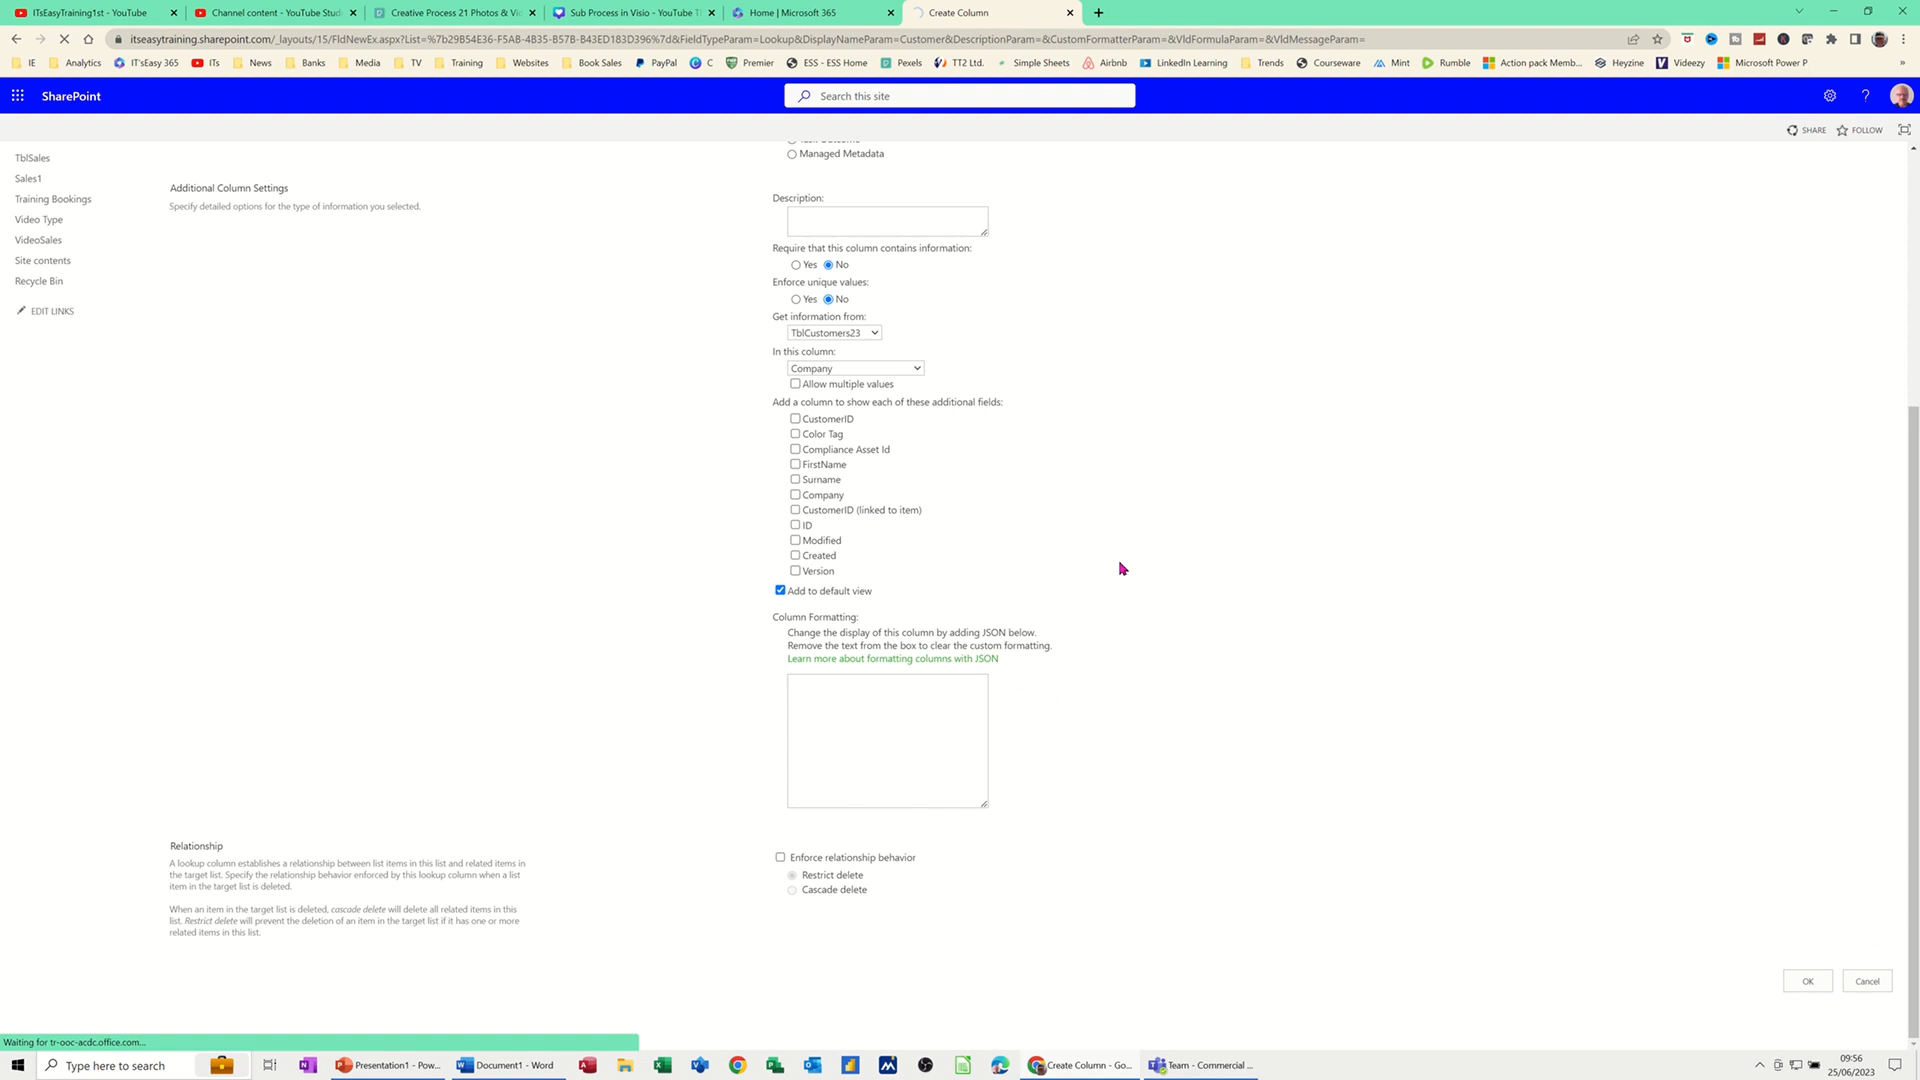 ITsEasyTraining1st - YouTube
Channel content - YouTube Stud
Creative Process 21 Photos & Vi
Sub Process in Visio - YouTube T
Home | Microsoft 365
Create Column
itseasytraining.sharepoint.com/_layouts/15/FldNewEx.aspx?List=%7b29B54E36-F5AB-4B35-B57B-B43ED183D396%7d&FieldTypeParam=Lookup&DisplayNameParam=Customer&DescriptionParam=&CustomFormatterParam=&VldFormulaParam=&VldMessageParam=
IE Analytics IT'sEasy 365 ITs News Banks Media TV Training Websites Book Sales PayPal C Premier ESS - ESS Home Pexels TT2 Ltd. Simple Sheets Airbnb LinkedIn Learning Trends Courseware Mint Rumble Action pack Memb... Heyzine Videezy Microsoft Power P
SharePoint
Search this site
SHARE FOLLOW
TblSales
Sales1
Training Bookings
Video Type
VideoSales
Site contents
Recycle Bin
EDIT LINKS
Additional Column Settings
Specify detailed options for the type of information you selected.
Managed Metadata
Description:
Require that this column contains information:
Yes No
Enforce unique values:
Yes No
Get information from:
TblCustomers23
In this column:
Company
Allow multiple values
Add a column to show each of these additional fields:
CustomerID
Color Tag
Compliance Asset Id
FirstName
Surname
Company
CustomerID (linked to item)
ID
Modified
Created
Version
Add to default view
Column Formatting:
Change the display of this column by adding JSON below.
Remove the text from the box to clear the custom formatting.
Learn more about formatting columns with JSON
Relationship
A lookup column establishes a relationship between list items in this list and related items in
the target list. Specify the relationship behavior enforced by this lookup column when a list
item in the target list is deleted.
When an item in the target list is deleted, cascade delete will delete all related items in this
list. Restrict delete will prevent the deletion of an item in the target list if it has one or more
related items in this list.
Enforce relationship behavior
Restrict delete
Cascade delete
OK Cancel
Waiting for tr-ooc-acdc.office.com...
Type here to search
Presentation1 - Pow...
Document1 - Word
Create Column - Go...
Team - Commercial ...
09:56
25/06/2023